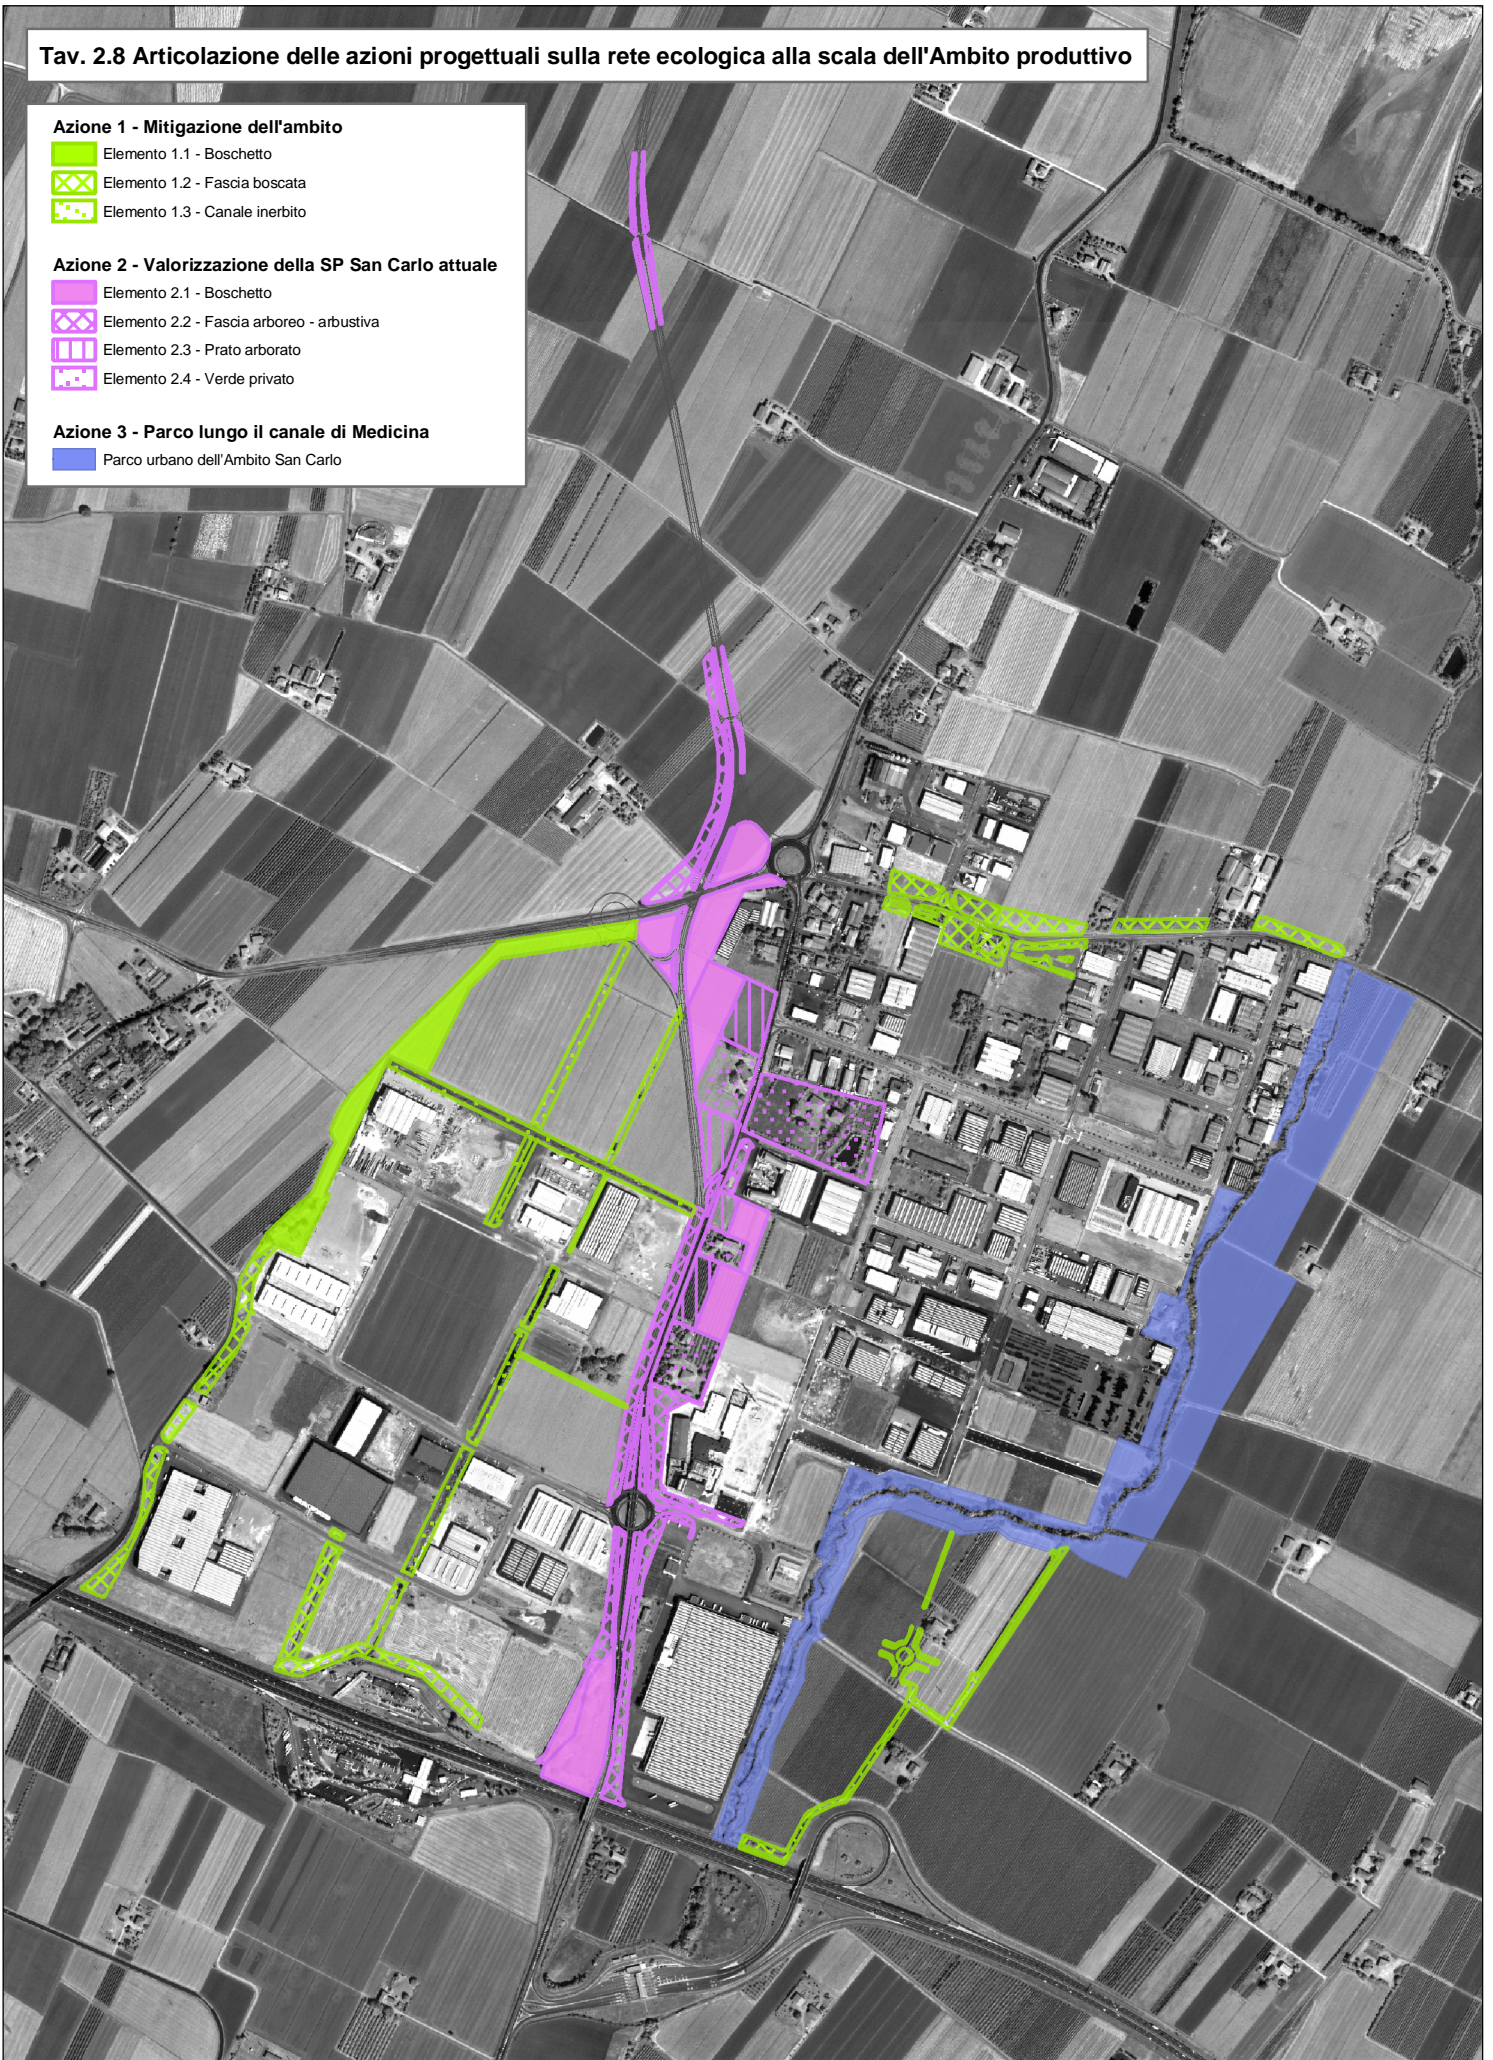 Tav. 2.8 Articolazione delle azioni progettuali sulla rete ecologica alla scala dell'Ambito produttivo
Azione 1 - Mitigazione dell'ambito
Elemento 1.1 - Boschetto
Elemento 1.2 - Fascia boscata
Elemento 1.3 - Canale inerbito
Azione 2 - Valorizzazione della SP San Carlo attuale
Elemento 2.1 - Boschetto
Elemento 2.2 - Fascia arboreo - arbustiva
Elemento 2.3 - Prato arborato
Elemento 2.4 - Verde privato
Azione 3 - Parco lungo il canale di Medicina
Parco urbano dell'Ambito San Carlo